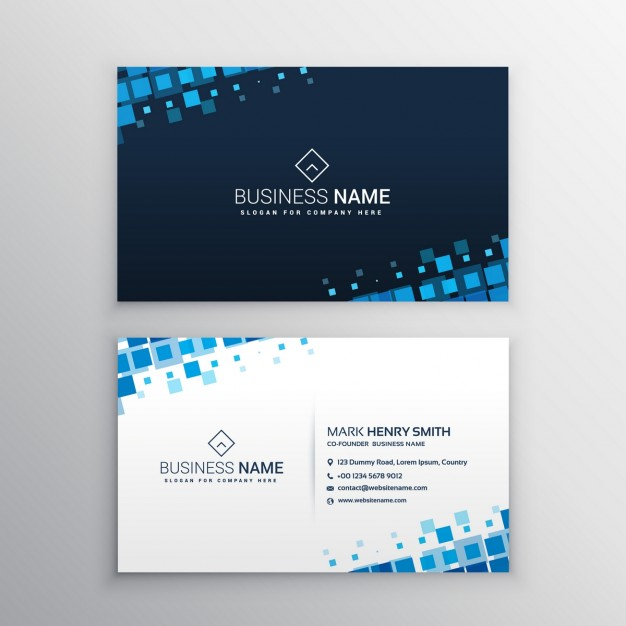 BUSINESS NAME
SLOGAN FOR COMPANY HERE
BUSINESS NAME
SLOGAN FOR COMPANY HERE
MARK HENRY SMITH
CO-FOUNDER BUSINESS NAME
123 Dummy Road, Lorem Ipsum, Country
+00 1234 5678 9012
contact@websitename.com
www.websitename.com